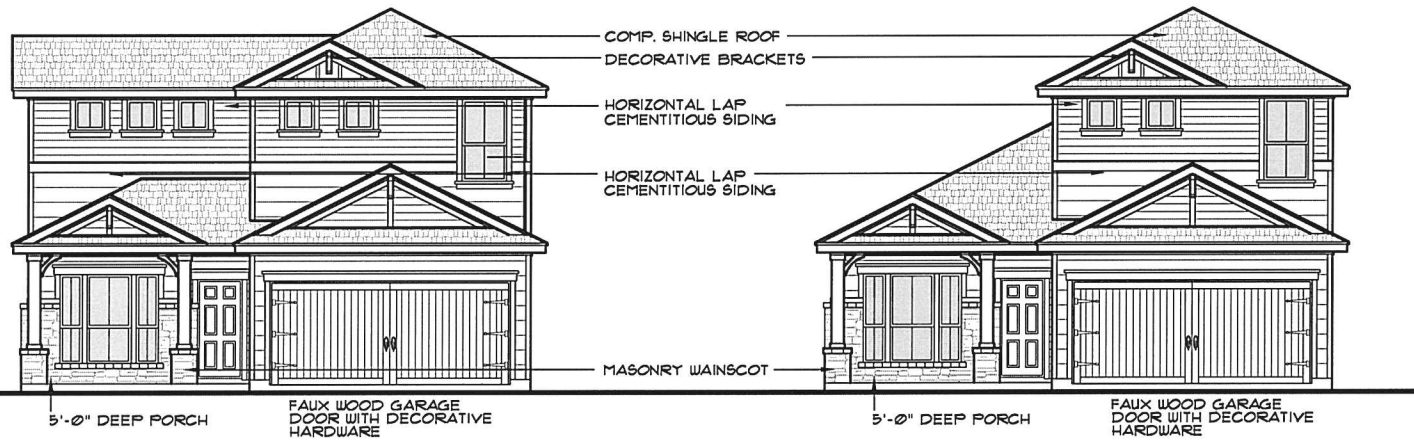 COMP. SHINGLE ROOF
DECORATIVE BRACKETS
HORIZONTAL LAP
CEMENTITIOUS SIDING
HORIZONTAL LAP
CEMENTITIOUS SIDING
MASONRY WAINSCOT
5'-0" DEEP PORCH
FAUX WOOD GARAGE
DOOR WITH DECORATIVE
HARDWARE
5'-0" DEEP PORCH
FAUX WOOD GARAGE
DOOR WITH DECORATIVE
HARDWARE